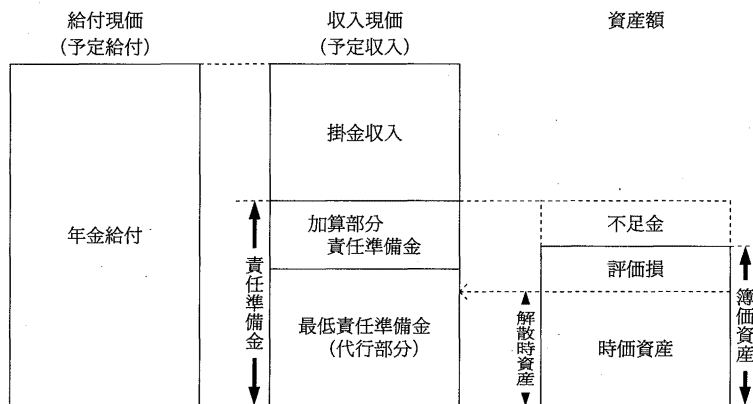 給付現価
(予定給付)
収入現価
(予定収入)
資産額
年金給付
掛金収入
加算部分
責任準備金
最低責任準備金
(代行部分)
責任準備金
不足金
評価損
時価資産
解散時資産
簿価資産